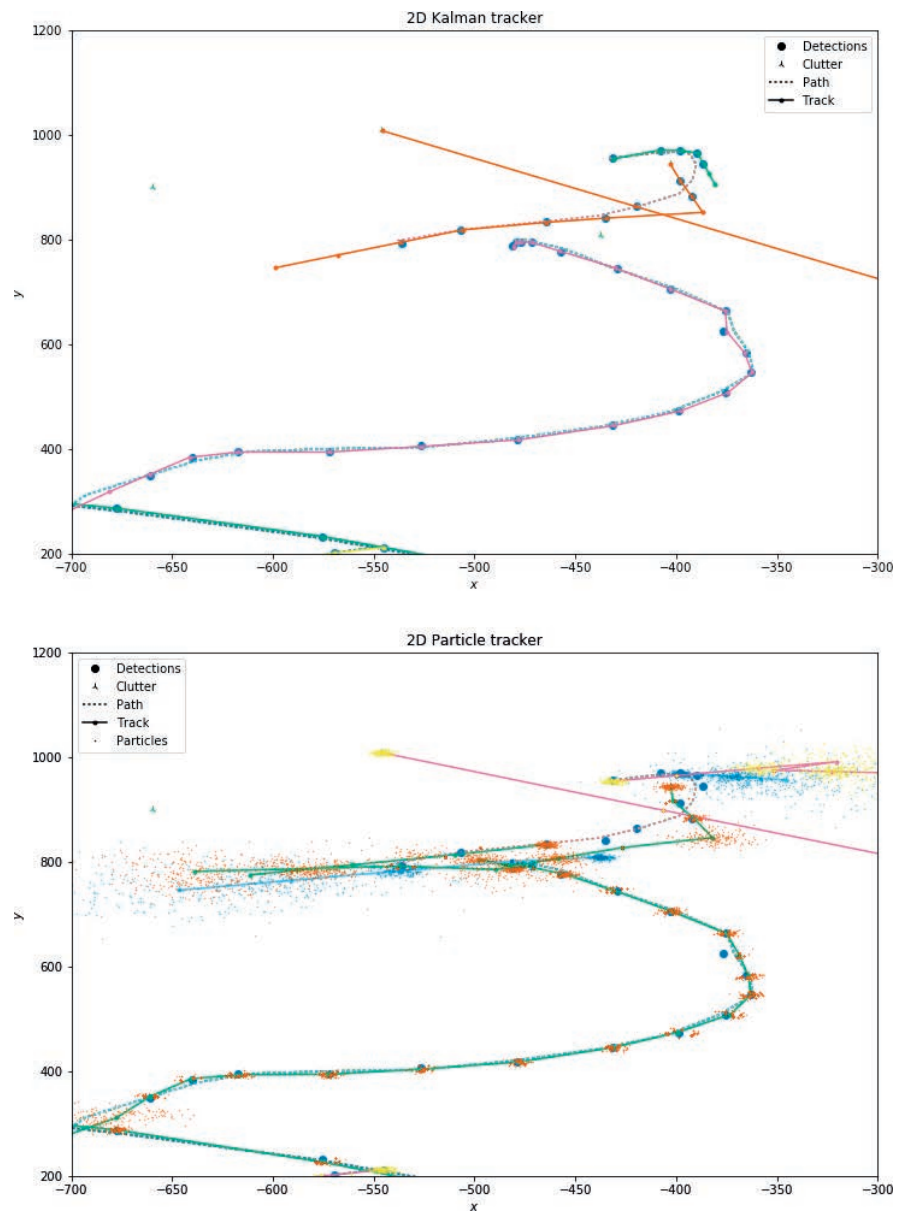 2D Kalman tracker
Detections
Clutter
Path
Track
1200
1000
800
600
400
200
y
−700 −650 −600 −550 −500 −450 −400 −350 −300
x
2D Particle tracker
Detections
Clutter
Path
Track
Particles
1200
1000
800
600
400
200
y
−700 −650 −600 −550 −500 −450 −400 −350 −300
x